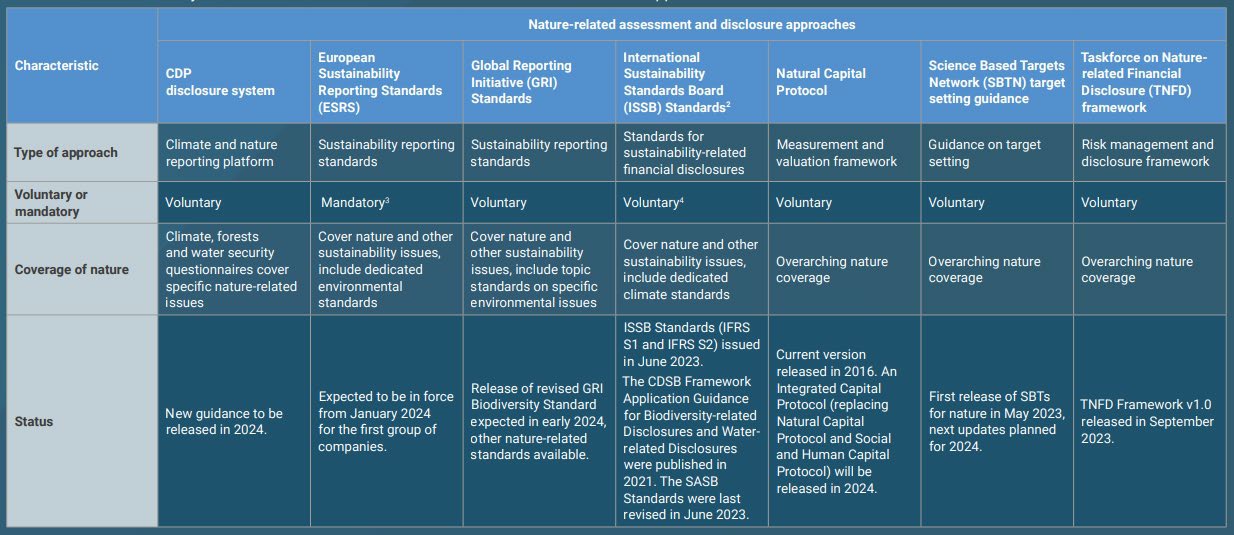 Nature-related assessment and disclosure approaches
Characteristic
CDP
disclosure system
European
Sustainability
Reporting Standards
(ESRS)
Global Reporting
Initiative (GRI)
Standards
International
Sustainability
Standards Board
(ISSB) Standards²
Natural Capital
Protocol
Science Based Targets
Network (SBTN) target
setting guidance
Taskforce on Nature-
related Financial
Disclosure (TNFD)
framework
Type of approach
Climate and nature
reporting platform
Sustainability reporting
standards
Sustainability reporting
standards
Standards for
sustainability-related
financial disclosures
Measurement and
valuation framework
Guidance on target
setting
Risk management and
disclosure framework
Voluntary or
mandatory
Voluntary
Mandatory³
Voluntary
Voluntary⁴
Voluntary
Voluntary
Voluntary
Coverage of nature
Climate, forests
and water security
questionnaires cover
specific nature-related
issues
Cover nature and other
sustainability issues,
include dedicated
environmental
standards
Cover nature and
other sustainability
issues, include topic
standards on specific
environmental issues
Cover nature and other
sustainability issues,
include dedicated
climate standards
Overarching nature
coverage
Overarching nature
coverage
Overarching nature
coverage
Status
New guidance to be
released in 2024.
Expected to be in force
from January 2024
for the first group of
companies.
Release of revised GRI
Biodiversity Standard
expected in early 2024,
other nature-related
standards available.
ISSB Standards (IFRS
S1 and IFRS S2) issued
in June 2023.
The CDSB Framework
Application Guidance
for Biodiversity-related
Disclosures and Water-
related Disclosures
were published in
2021. The SASB
Standards were last
revised in June 2023.
Current version
released in 2016. An
Integrated Capital
Protocol (replacing
Natural Capital
Protocol and Social
and Human Capital
Protocol) will be
released in 2024.
First release of SBTs
for nature in May 2023,
next updates planned
for 2024.
TNFD Framework v1.0
released in September
2023.